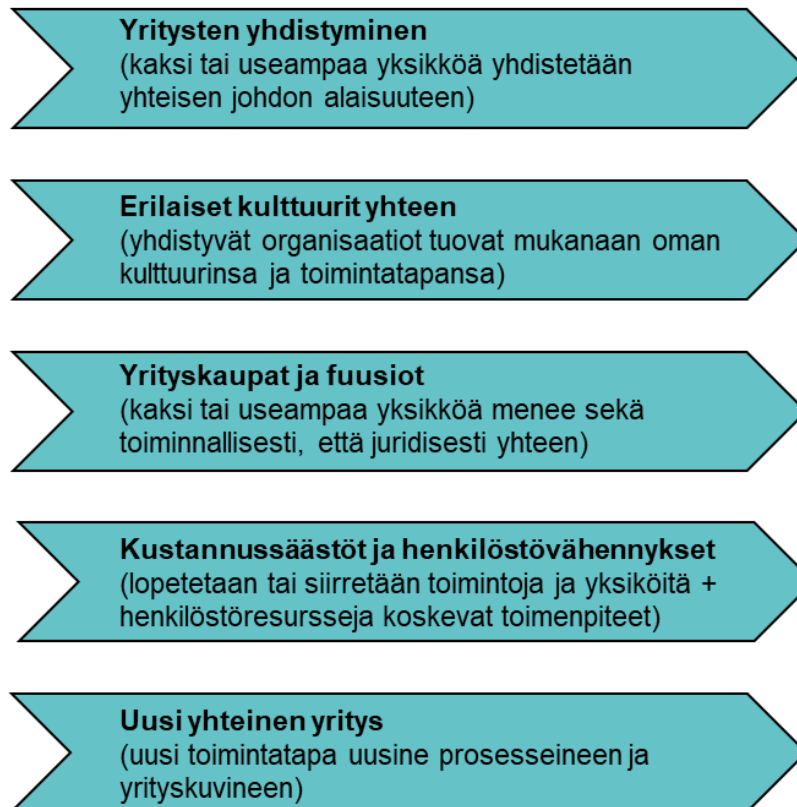 Yritysten yhdistyminen
(kaksi tai useampaa yksikköä yhdistetään
yhteisen johdon alaisuuteen)
Erilaiset kulttuurit yhteen
(yhdistyvät organisaatiot tuovat mukanaan oman
kulttuurinsa ja toimintatapansa)
Yrityskaupat ja fuusiot
(kaksi tai useampaa yksikköä menee sekä
toiminnallisesti, että juridisesti yhteen)
Kustannussäästöt ja henkilöstövähennykset
(lopetetaan tai siirretään toimintoja ja yksiköitä +
henkilöstöresursseja koskevat toimenpiteet)
Uusi yhteinen yritys
(uusi toimintatapa uusine prosesseineen ja
yrityskuvineen)